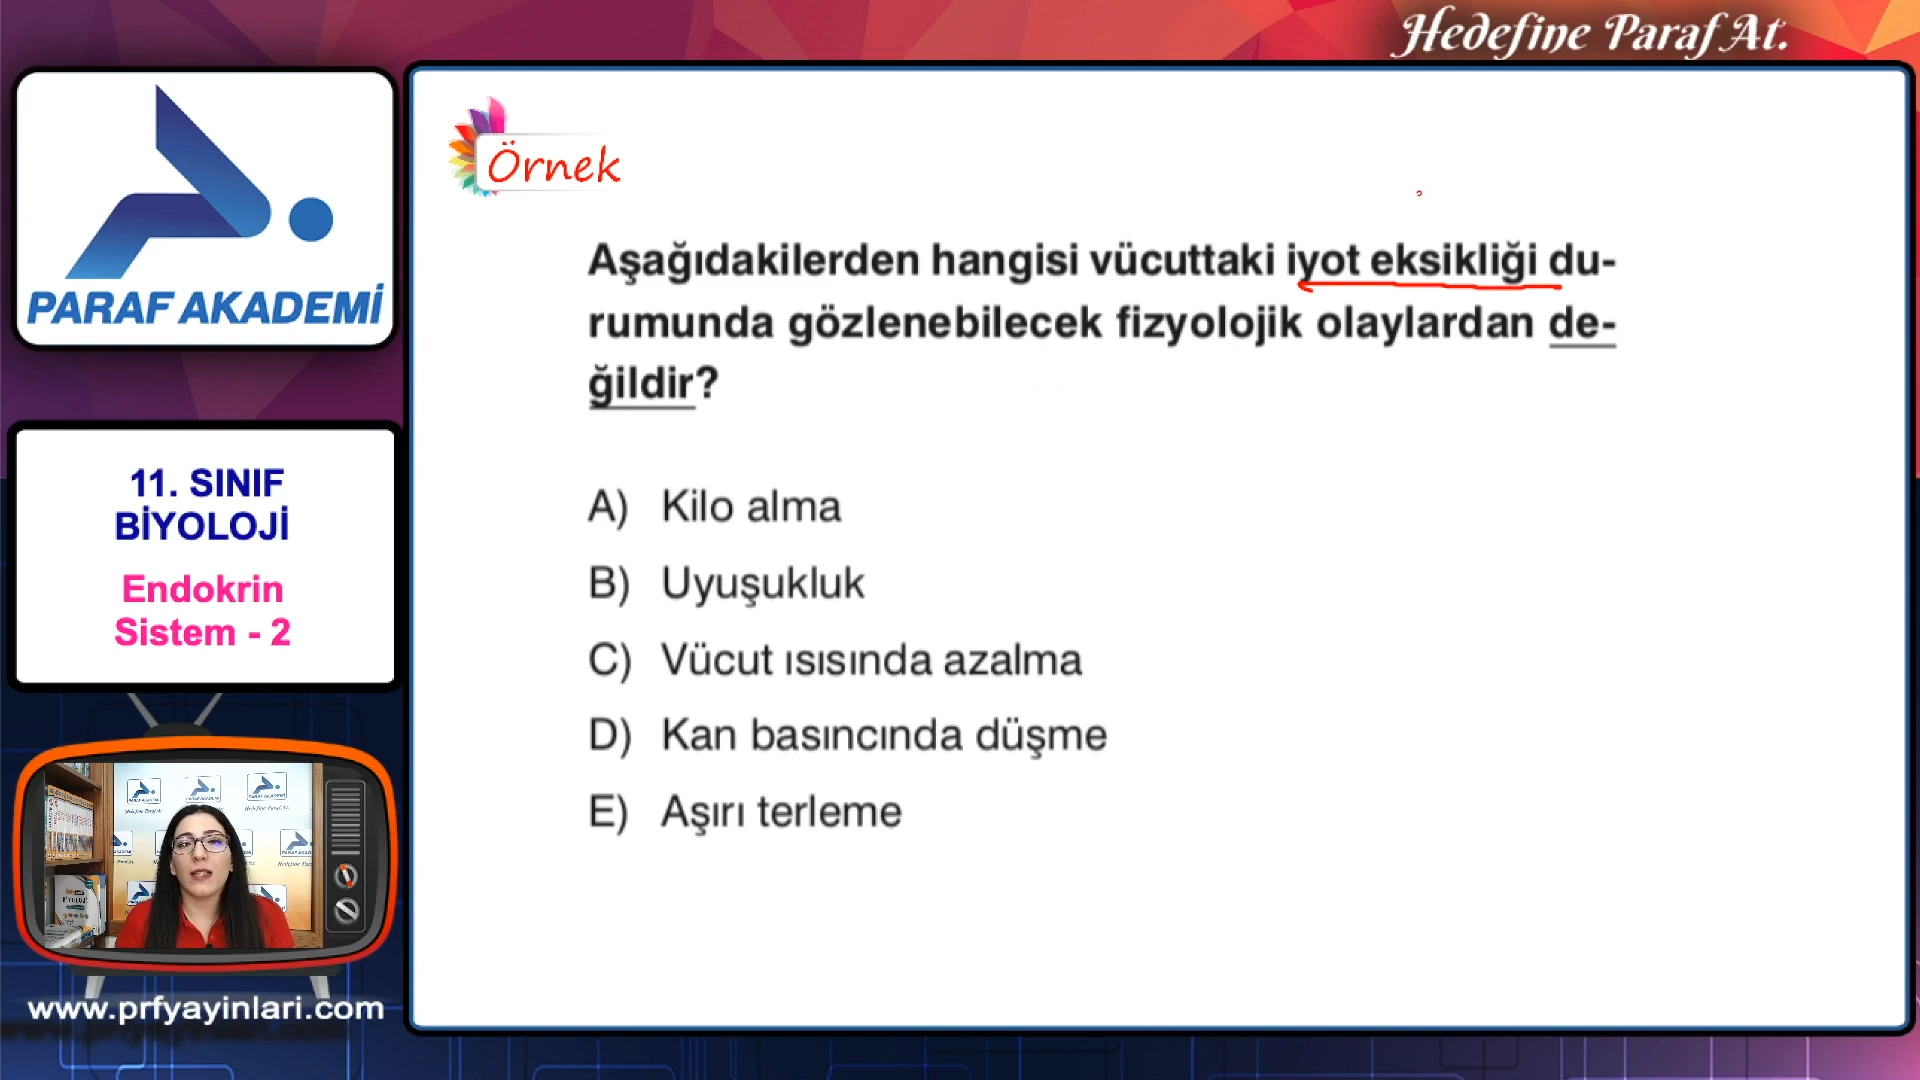 Hedefine Paraf At.
PARAF AKADEMİ
Örnek
Aşağıdakilerden hangisi vücuttaki iyot eksikliği du-
rumunda gözlenebilecek fizyolojik olaylardan de-
ğildir?
A) Kilo alma
B) Uyuşukluk
C) Vücut ısısında azalma
D) Kan basıncında düşme
E) Aşırı terleme
11. SINIF
BİYOLOJİ
Endokrin
Sistem - 2
www.prfyayinlari.com